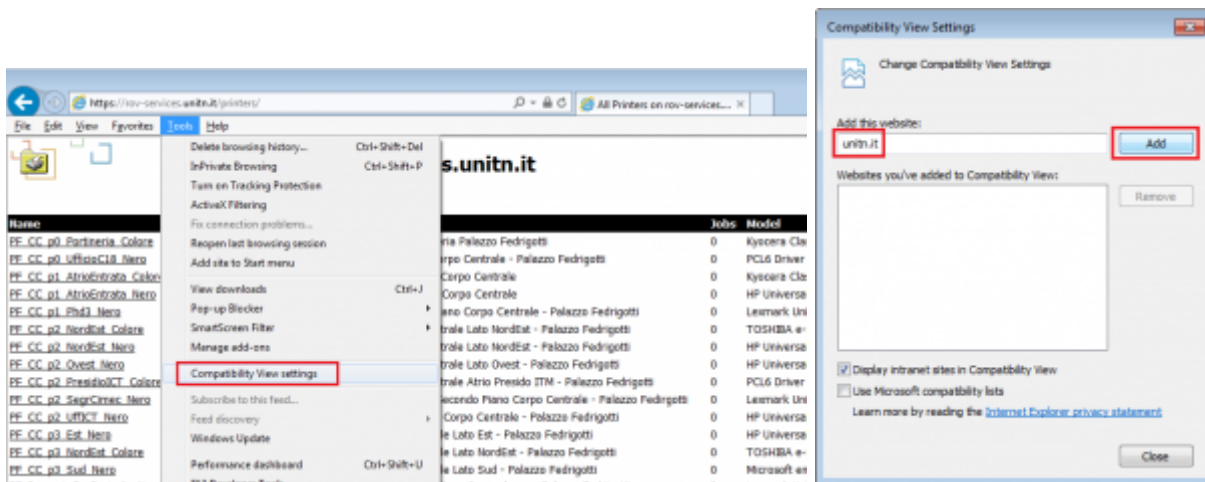 https://rov-services.unitn.it/printers/
All Printers on rov-services....
File Edit View Favorites Tools Help
s.unitn.it
Delete browsing history... Ctrl+Shift+Del
InPrivate Browsing Ctrl+Shift+P
Turn on Tracking Protection
ActiveX Filtering
Fix connection problems...
Reopen last browsing session
Add site to Start menu
View downloads Ctrl+J
Pop-up Blocker
SmartScreen Filter
Manage add-ons
Compatibility View settings
Subscribe to this feed...
Feed discovery
Windows Update
Performance dashboard Ctrl+Shift+U
Name Jobs Model
PF_CC_p0_Portineria_Colore ria Palazzo Fedrigotti 0 Kyocera Cla
PF_CC_p0_UfficioC18_Nero rpo Centrale - Palazzo Fedrigotti 0 PCL6 Driver
PF_CC_p1_AtrioEntrata_Color Corpo Centrale 0 Kyocera Cla
PF_CC_p1_AtrioEntrata_Nero Corpo Centrale 0 HP Universa
PF_CC_p1_Phd3_Nero ano Corpo Centrale - Palazzo Fedrigotti 0 Lexmark Uni
PF_CC_p2_NordEst_Colore trale Lato NordEst - Palazzo Fedrigotti 0 TOSHIBA e-
PF_CC_p2_NordEst_Nero trale Lato NordEst - Palazzo Fedrigotti 0 HP Universa
PF_CC_p2_Ovest_Nero trale Lato Ovest - Palazzo Fedrigotti 0 HP Universa
PF_CC_p2_PresidioICT_Colore trale Atrio Presido ITM - Palazzo Fedrigotti 0 PCL6 Driver
PF_CC_p2_SegrCimec_Nero econdo Piano Corpo Centrale - Palazzo Fedrigotti 0 Lexmark Uni
PF_CC_p2_UffICT_Nero Corpo Centrale - Palazzo Fedrigotti 0 HP Universa
PF_CC_p3_Est_Nero le Lato Est - Palazzo Fedrigotti 0 HP Universa
PF_CC_p3_NordEst_Colore le Lato NordEst - Palazzo Fedrigotti 0 TOSHIBA e-
PF_CC_p3_Sud_Nero le Lato Sud - Palazzo Fedrigotti 0 Microsoft en
Compatibility View Settings
Change Compatibility View Settings
Add this website:
unitn.it Add
Websites you've added to Compatibility View:
Remove
Display intranet sites in Compatibility View
Use Microsoft compatibility lists
Learn more by reading the Internet Explorer privacy statement
Close